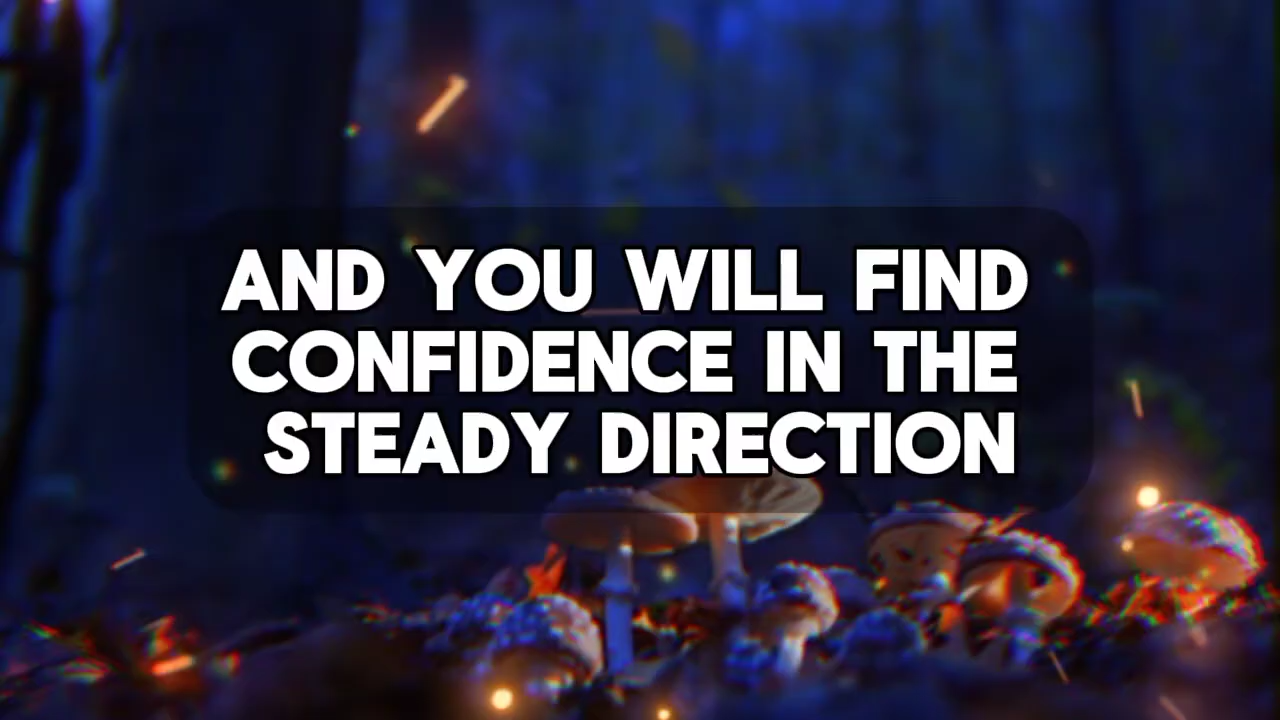 AND YOU WILL FIND
CONFIDENCE IN THE
STEADY DIRECTION